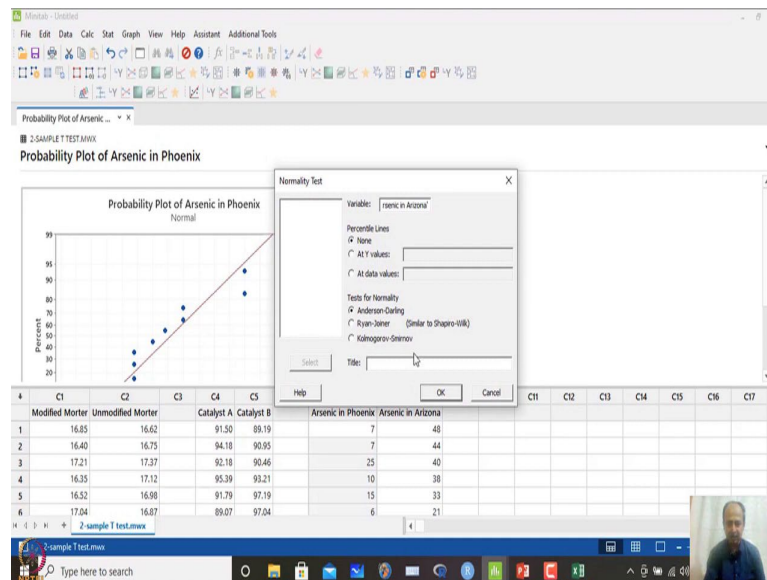 Minitab - Untitled
File Edit Data Calc Stat Graph View Help Assistant Additional Tools
Probability Plot of Arsenic ...
2-SAMPLE T TEST.MWX
Probability Plot of Arsenic in Phoenix
Probability Plot of Arsenic in Phoenix
Normal
99
95
90
80
70
60
50
40
30
20
Percent
Normality Test
Variable: rsenic in Arizona'
Percentile Lines
None
At Y values:
At data values:
Tests for Normality
Anderson-Darling
Ryan-Joiner (Similar to Shapiro-Wilk)
Kolmogorov-Smirnov
Select
Title:
Help OK Cancel
C1 C2 C3 C4 C5 C11 C12 C13 C14 C15 C16 C17
Modified Morter Unmodified Morter Catalyst A Catalyst B Arsenic in Phoenix Arsenic in Arizona
1 16.85 16.62 91.50 89.19 7 48
2 16.40 16.75 94.18 90.95 7 44
3 17.21 17.37 92.18 90.46 25 40
4 16.35 17.12 95.39 93.21 10 38
5 16.52 16.98 91.79 97.19 15 33
6 17.04 16.87 89.07 97.04 6 21
2-sample T test.mwx
2-sample T test.mwx
Type here to search